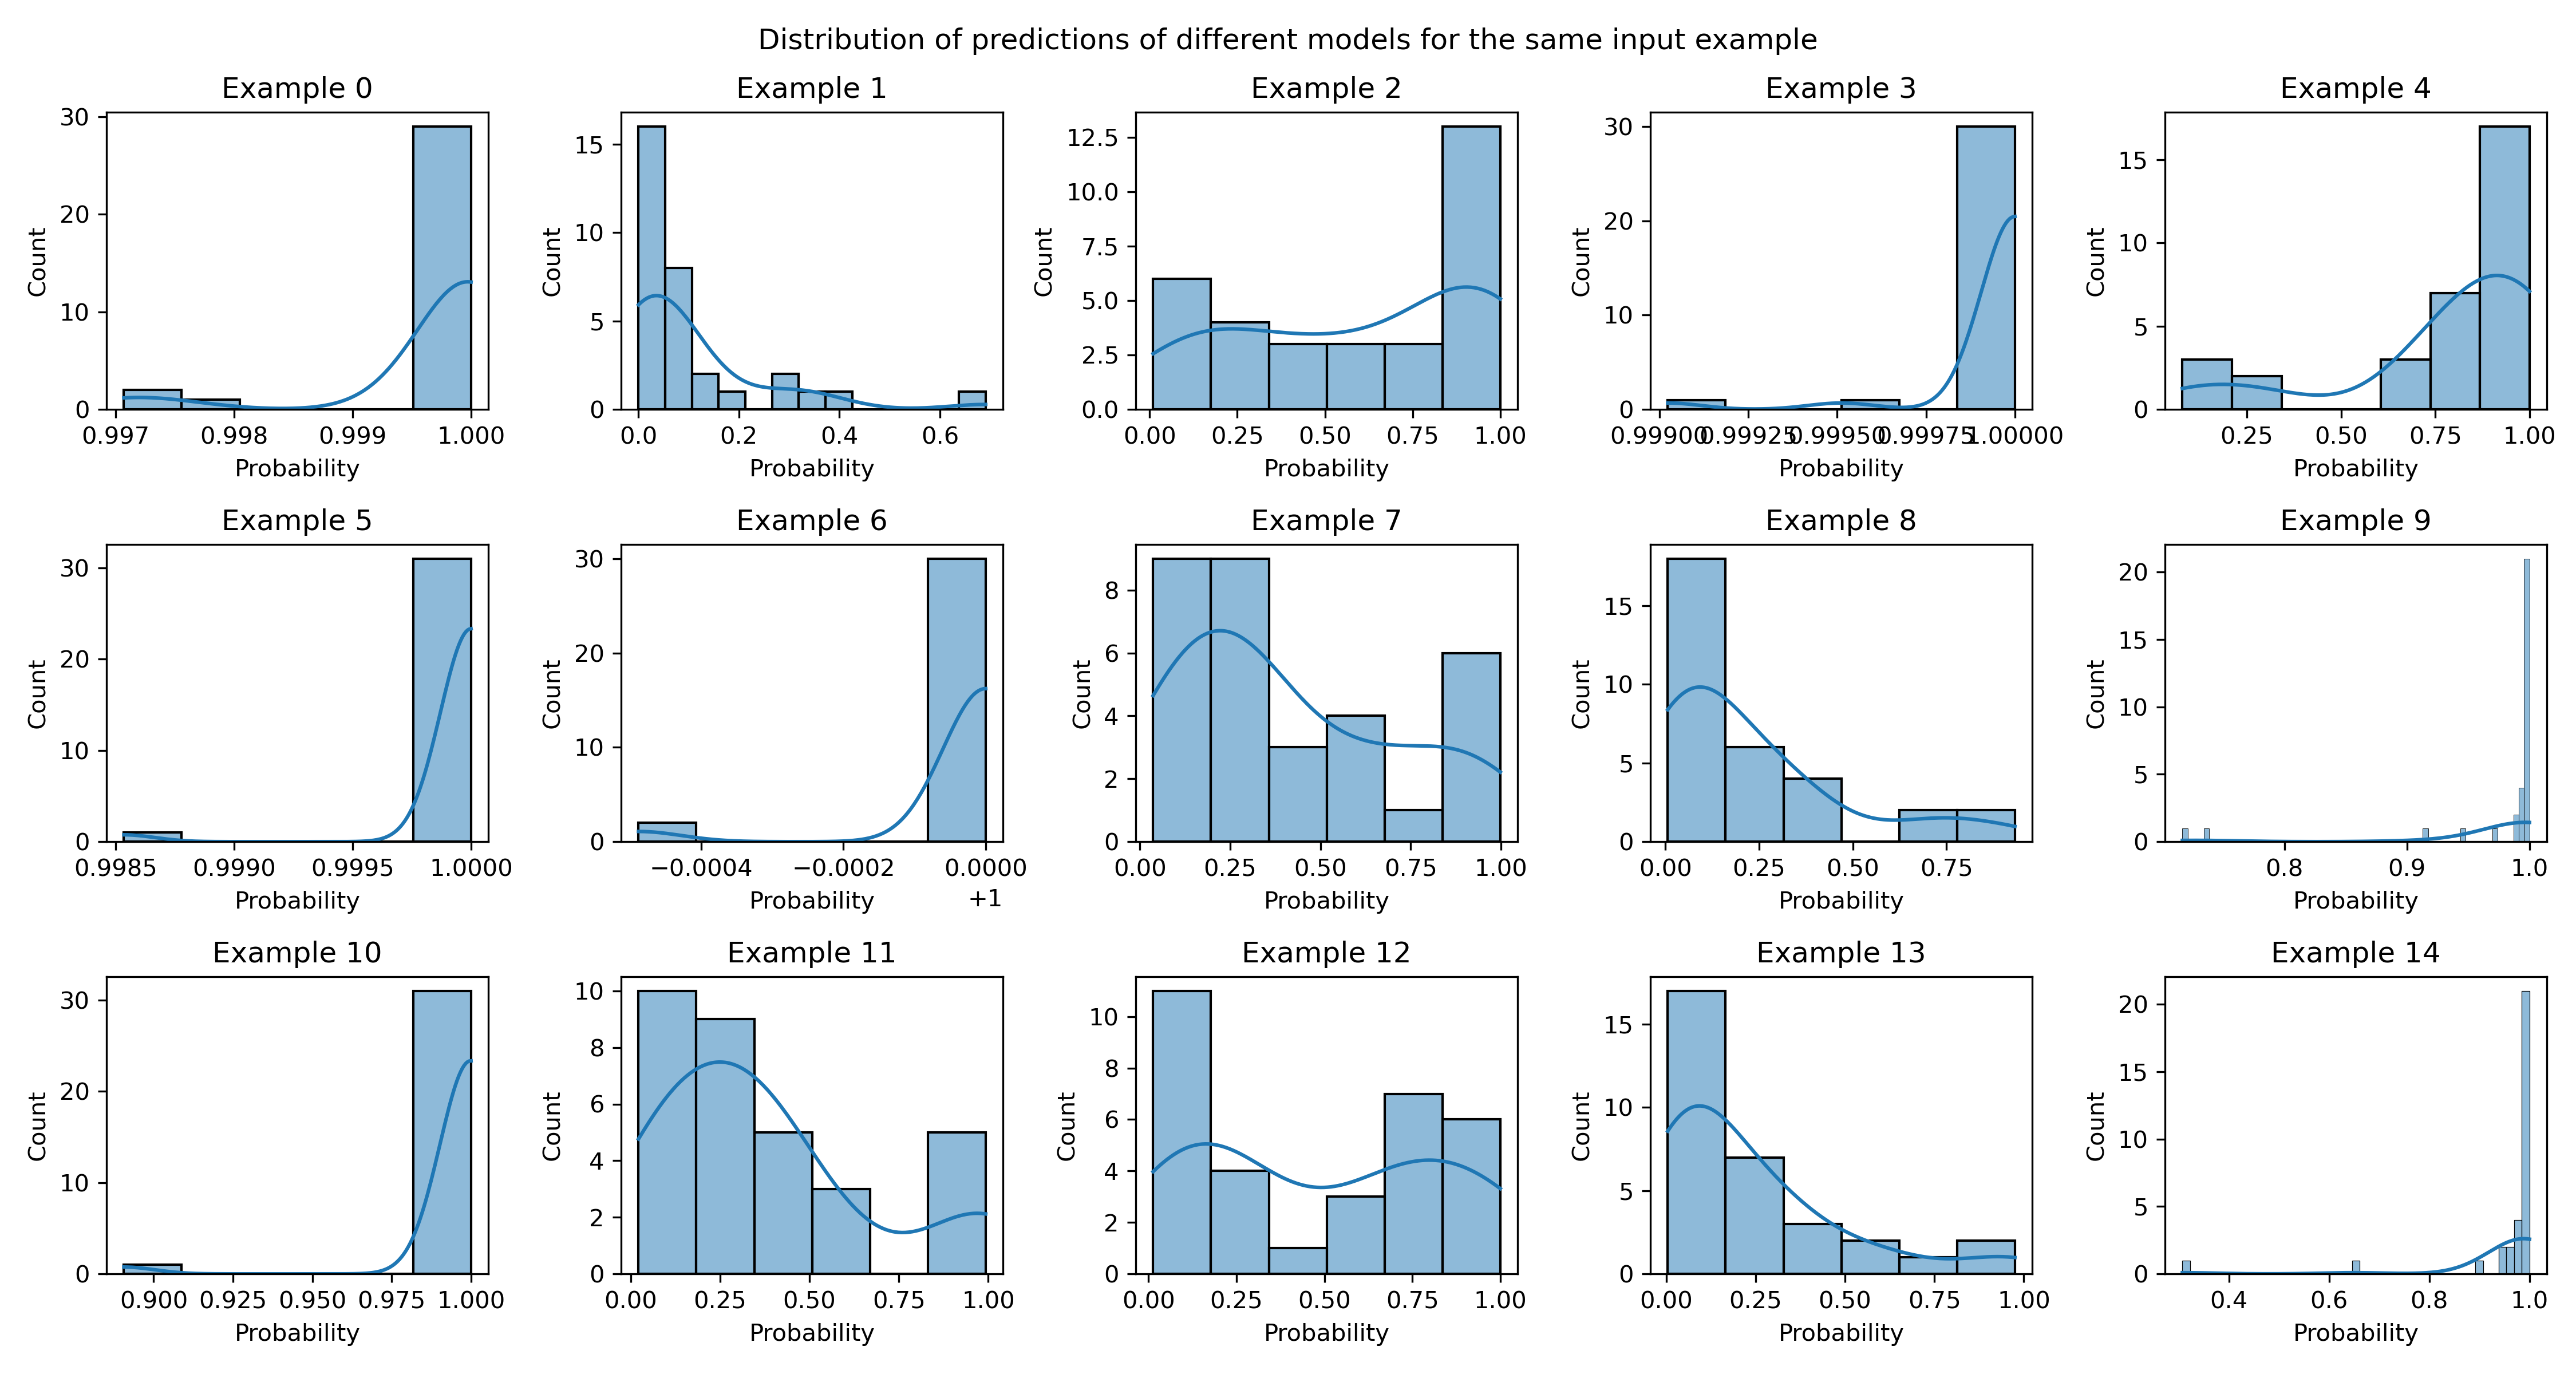 Distribution of predictions of different models for the same input example
Example 0
30
20
10
0
Count
0.997 0.998 0.999 1.000
Probability
Example 1
15
10
5
0
Count
0.0 0.2 0.4 0.6
Probability
Example 2
12.5
10.0
7.5
5.0
2.5
0.0
Count
0.00 0.25 0.50 0.75 1.00
Probability
Example 3
30
20
10
0
Count
0.99900 0.99925 0.99950 0.99975 1.00000
Probability
Example 4
15
10
5
0
Count
0.25 0.50 0.75 1.00
Probability
Example 5
30
20
10
0
Count
0.9985 0.9990 0.9995 1.0000
Probability
Example 6
30
20
10
0
Count
−0.0004 −0.0002 0.0000
Probability +1
Example 7
8
6
4
2
0
Count
0.00 0.25 0.50 0.75 1.00
Probability
Example 8
15
10
5
0
Count
0.00 0.25 0.50 0.75
Probability
Example 9
20
15
10
5
0
Count
0.8 0.9 1.0
Probability
Example 10
30
20
10
0
Count
0.900 0.925 0.950 0.975 1.000
Probability
Example 11
10
8
6
4
2
0
Count
0.00 0.25 0.50 0.75 1.00
Probability
Example 12
10
8
6
4
2
0
Count
0.00 0.25 0.50 0.75 1.00
Probability
Example 13
15
10
5
0
Count
0.00 0.25 0.50 0.75 1.00
Probability
Example 14
20
15
10
5
0
Count
0.4 0.6 0.8 1.0
Probability